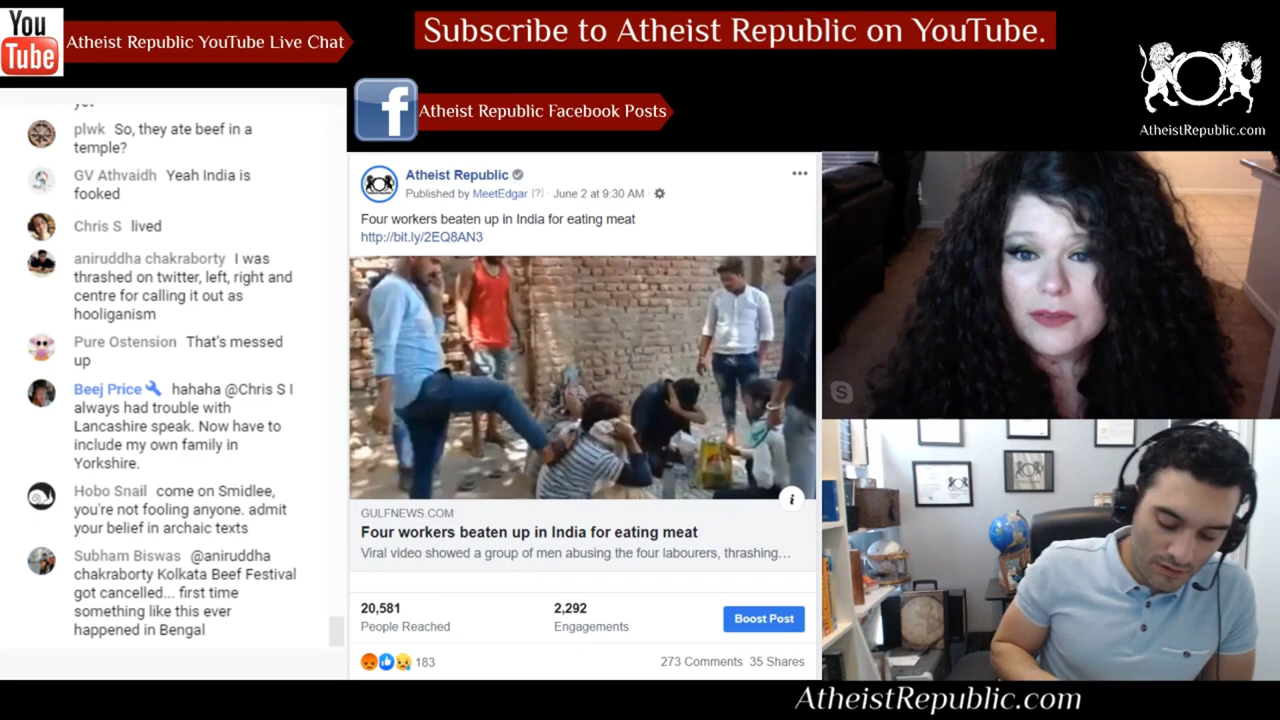 You
Tube
Atheist Republic YouTube Live Chat
Subscribe to Atheist Republic on YouTube.
AtheistRepublic.com
f
Atheist Republic Facebook Posts
plwk So, they ate beef in a
temple?
GV Athvaidh Yeah India is
fooked
Chris S lived
aniruddha chakraborty I was
thrashed on twitter, left, right and
centre for calling it out as
hooliganism
Pure Ostension That's messed
up
Beej Price hahaha @Chris S I
always had trouble with
Lancashire speak. Now have to
include my own family in
Yorkshire.
Hobo Snail come on Smidlee,
you're not fooling anyone. admit
your belief in archaic texts
Subham Biswas @aniruddha
chakraborty Kolkata Beef Festival
got cancelled... first time
something like this ever
happened in Bengal
Atheist Republic
Published by MeetEdgar [?] · June 2 at 9:30 AM ·
Four workers beaten up in India for eating meat
http://bit.ly/2EQ8AN3
GULFNEWS.COM
Four workers beaten up in India for eating meat
Viral video showed a group of men abusing the four labourers, thrashing...
20,581
People Reached
2,292
Engagements
Boost Post
183
273 Comments 35 Shares
AtheistRepublic.com